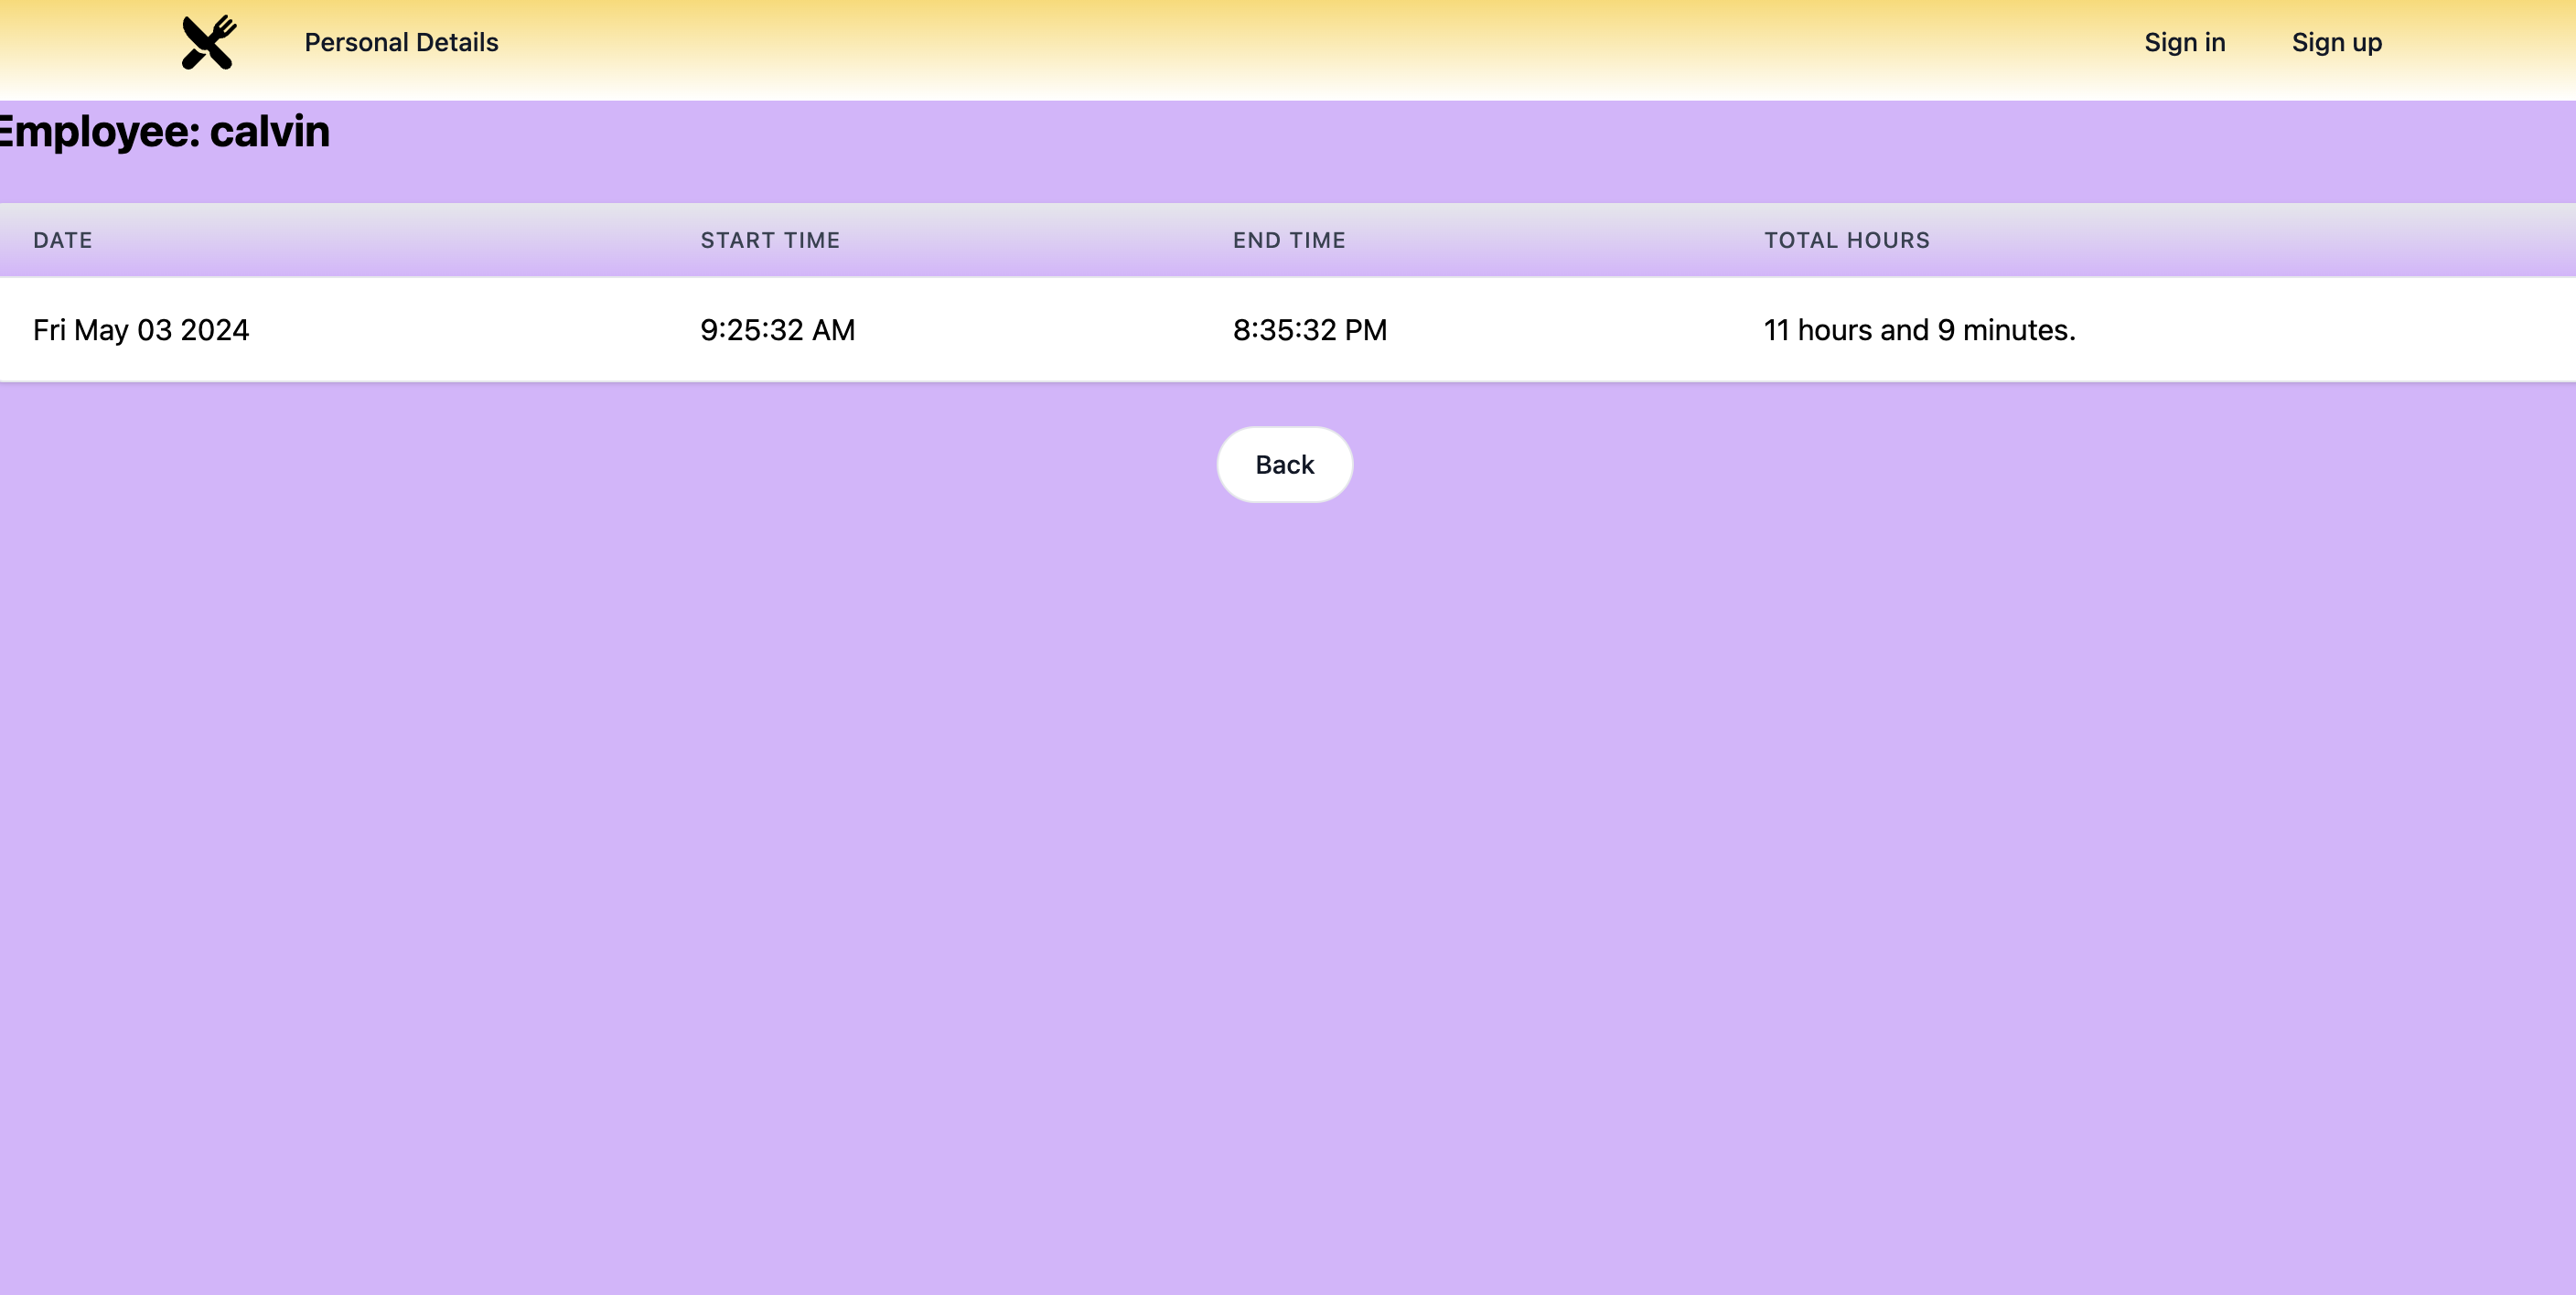 Personal Details Sign in Sign up
Employee: calvin
DATE START TIME END TIME TOTAL HOURS
Fri May 03 2024 9:25:32 AM 8:35:32 PM 11 hours and 9 minutes.
Back